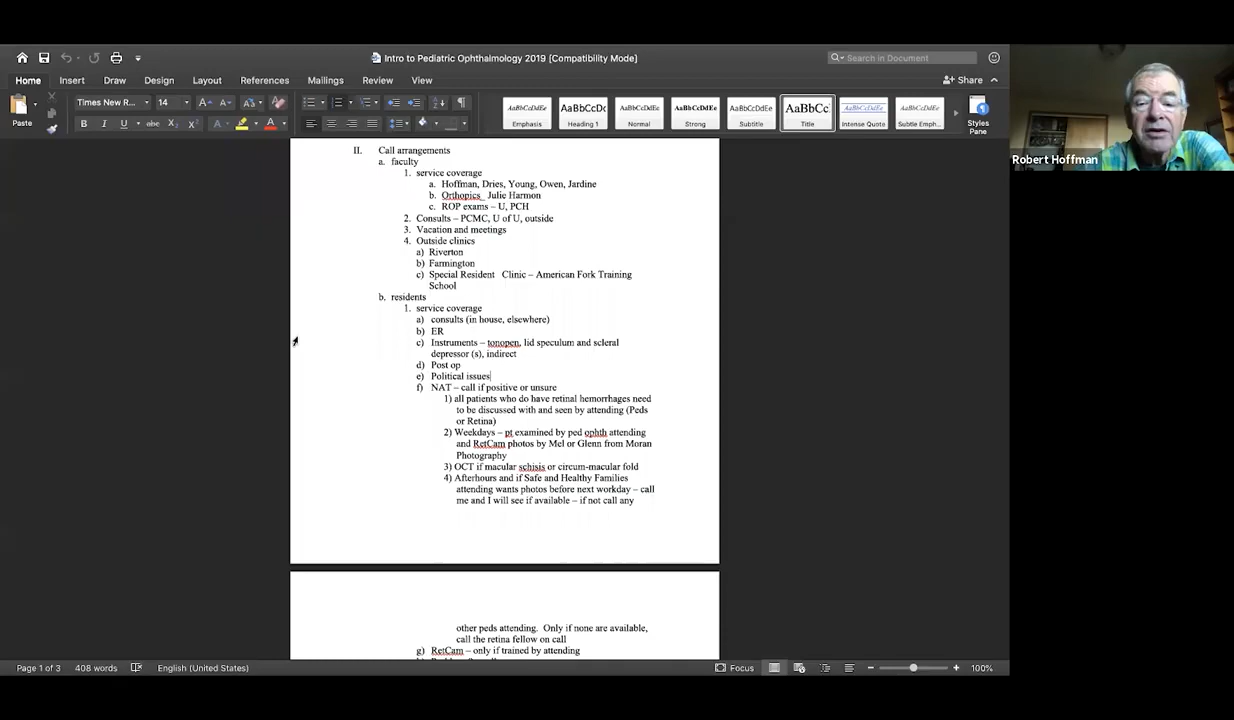 Intro to Pediatric Ophthalmology 2019 [Compatibility Mode]
Search in Document
Home Insert Draw Design Layout References Mailings Review View
Share
Paste
Times New R... 14
B I U abc X₂ X² A A
AaBbCcDdEe AaBbCcDc AaBbCcDdEe AaBbCcDdEe AaBbCcDdEe AaBbCc AaBbCcDdEe AaBbCcDdEe
Emphasis Heading 1 Normal Strong Subtitle Title Intense Quote Subtle Emph...
Styles
Pane
Robert Hoffman
II. Call arrangements
a. faculty
1. service coverage
a. Hoffman, Dries, Young, Owen, Jardine
b. Orthopics_ Julie Harmon
c. ROP exams – U, PCH
2. Consults – PCMC, U of U, outside
3. Vacation and meetings
4. Outside clinics
a) Riverton
b) Farmington
c) Special Resident Clinic – American Fork Training
School
b. residents
1. service coverage
a) consults (in house, elsewhere)
b) ER
c) Instruments – tonopen, lid speculum and scleral
depressor (s), indirect
d) Post op
e) Political issues
f) NAT – call if positive or unsure
1) all patients who do have retinal hemorrhages need
to be discussed with and seen by attending (Peds
or Retina)
2) Weekdays – pt examined by ped ophth attending
and RetCam photos by Mel or Glenn from Moran
Photography
3) OCT if macular schisis or circum-macular fold
4) Afterhours and if Safe and Healthy Families
attending wants photos before next workday – call
me and I will see if available – if not call any
other peds attending. Only if none are available,
call the retina fellow on call
g) RetCam – only if trained by attending
Page 1 of 3 408 words English (United States) Focus 100%